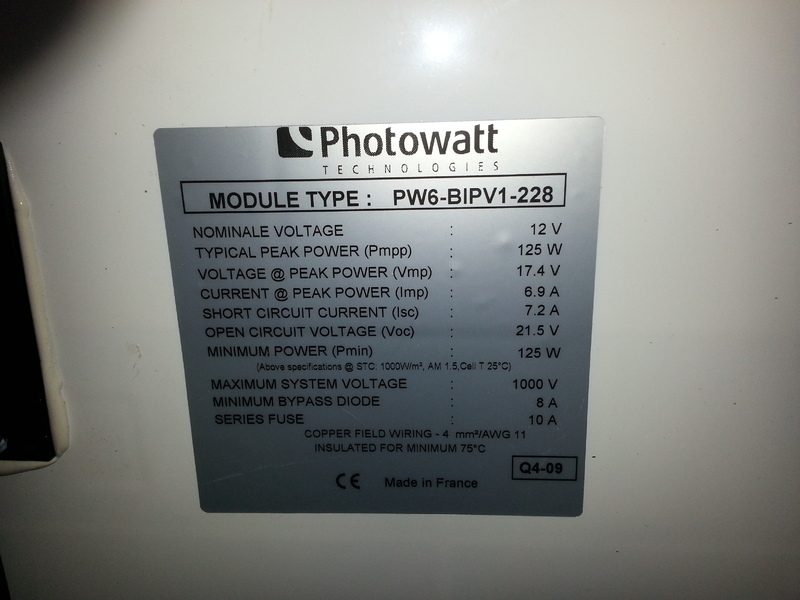 Photowatt
TECHNOLOGIES
MODULE TYPE : PW6-BIPV1-228
NOMINALE VOLTAGE : 12 V
TYPICAL PEAK POWER (Pmpp) : 125 W
VOLTAGE @ PEAK POWER (Vmp) : 17.4 V
CURRENT @ PEAK POWER (Imp) : 6.9 A
SHORT CIRCUIT CURRENT (Isc) : 7.2 A
OPEN CIRCUIT VOLTAGE (Voc) : 21.5 V
MINIMUM POWER (Pmin) : 125 W
(Above specifications @ STC: 1000W/m², AM 1.5,Cell T 25°C)
MAXIMUM SYSTEM VOLTAGE : 1000 V
MINIMUM BYPASS DIODE : 8 A
SERIES FUSE : 10 A
COPPER FIELD WIRING - 4 mm²/AWG 11
INSULATED FOR MINIMUM 75°C
Q4-09
CE Made in France